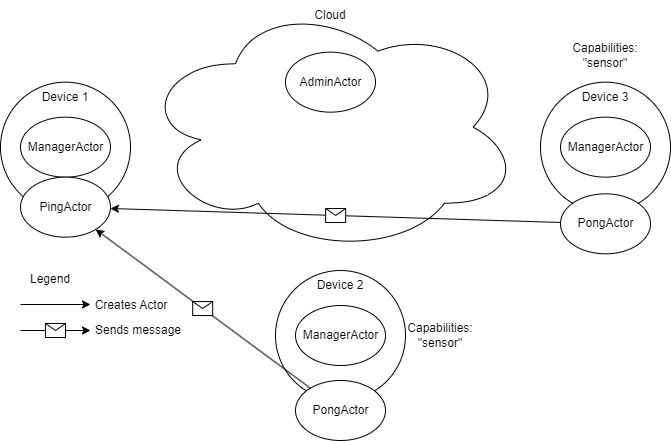 Cloud
AdminActor
Device 1
ManagerActor
PingActor
Capabilities:
"sensor"
Device 3
ManagerActor
PongActor
Legend
Creates Actor
Sends message
Device 2
ManagerActor
Capabilities:
"sensor"
PongActor